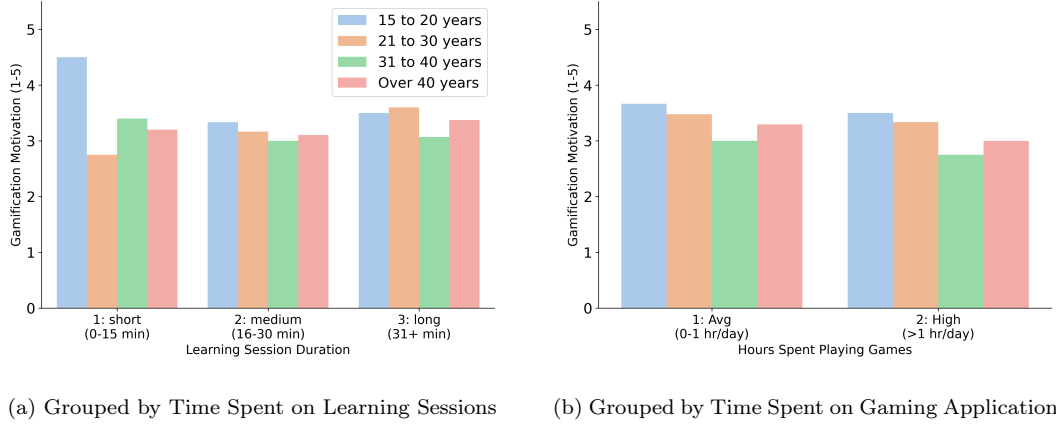 Gamification Motivation (1-5)
5
4
3
2
1
0
15 to 20 years
21 to 30 years
31 to 40 years
Over 40 years
1: short
(0-15 min)
2: medium
(16-30 min)
3: long
(31+ min)
Learning Session Duration
(a) Grouped by Time Spent on Learning Sessions
Gamification Motivation (1-5)
5
4
3
2
1
0
1: Avg
(0-1 hr/day)
2: High
(>1 hr/day)
Hours Spent Playing Games
(b) Grouped by Time Spent on Gaming Application